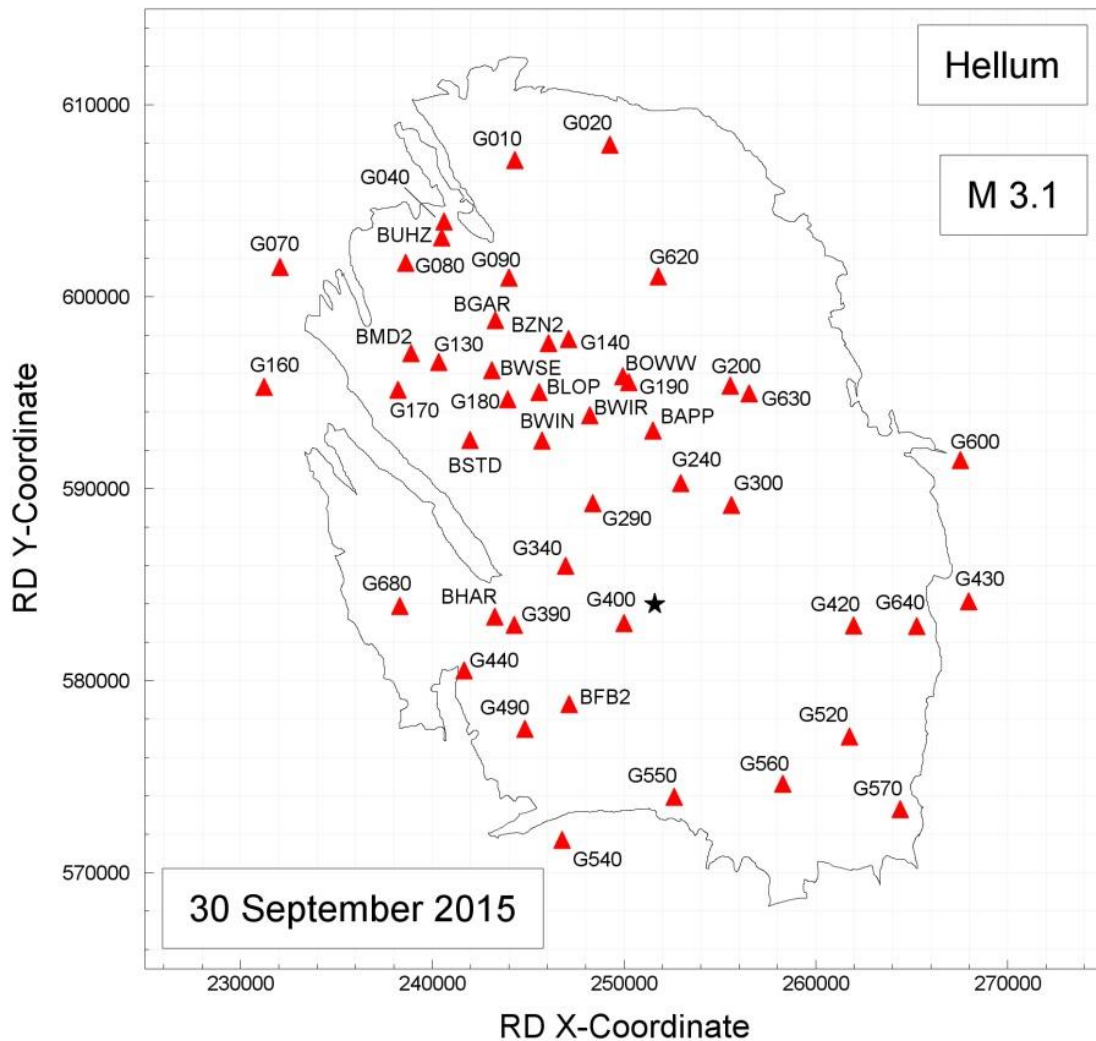 Hellum
M 3.1
610000
600000
590000
580000
570000
RD Y-Coordinate
G020
G010
G040
BUHZ
G070
G080
G090
G620
BGAR
BZN2
BMD2
G130
G140
G160
BWSE
BOWW
G200
G170
G180
BLOP
G190
G630
BWIN
BWIR
BAPP
BSTD
G600
G240
G300
G290
G340
G680
BHAR
G390
G400
G420
G640
G430
G440
G490
BFB2
G520
G550
G560
G570
G540
30 September 2015
230000
240000
250000
260000
270000
RD X-Coordinate